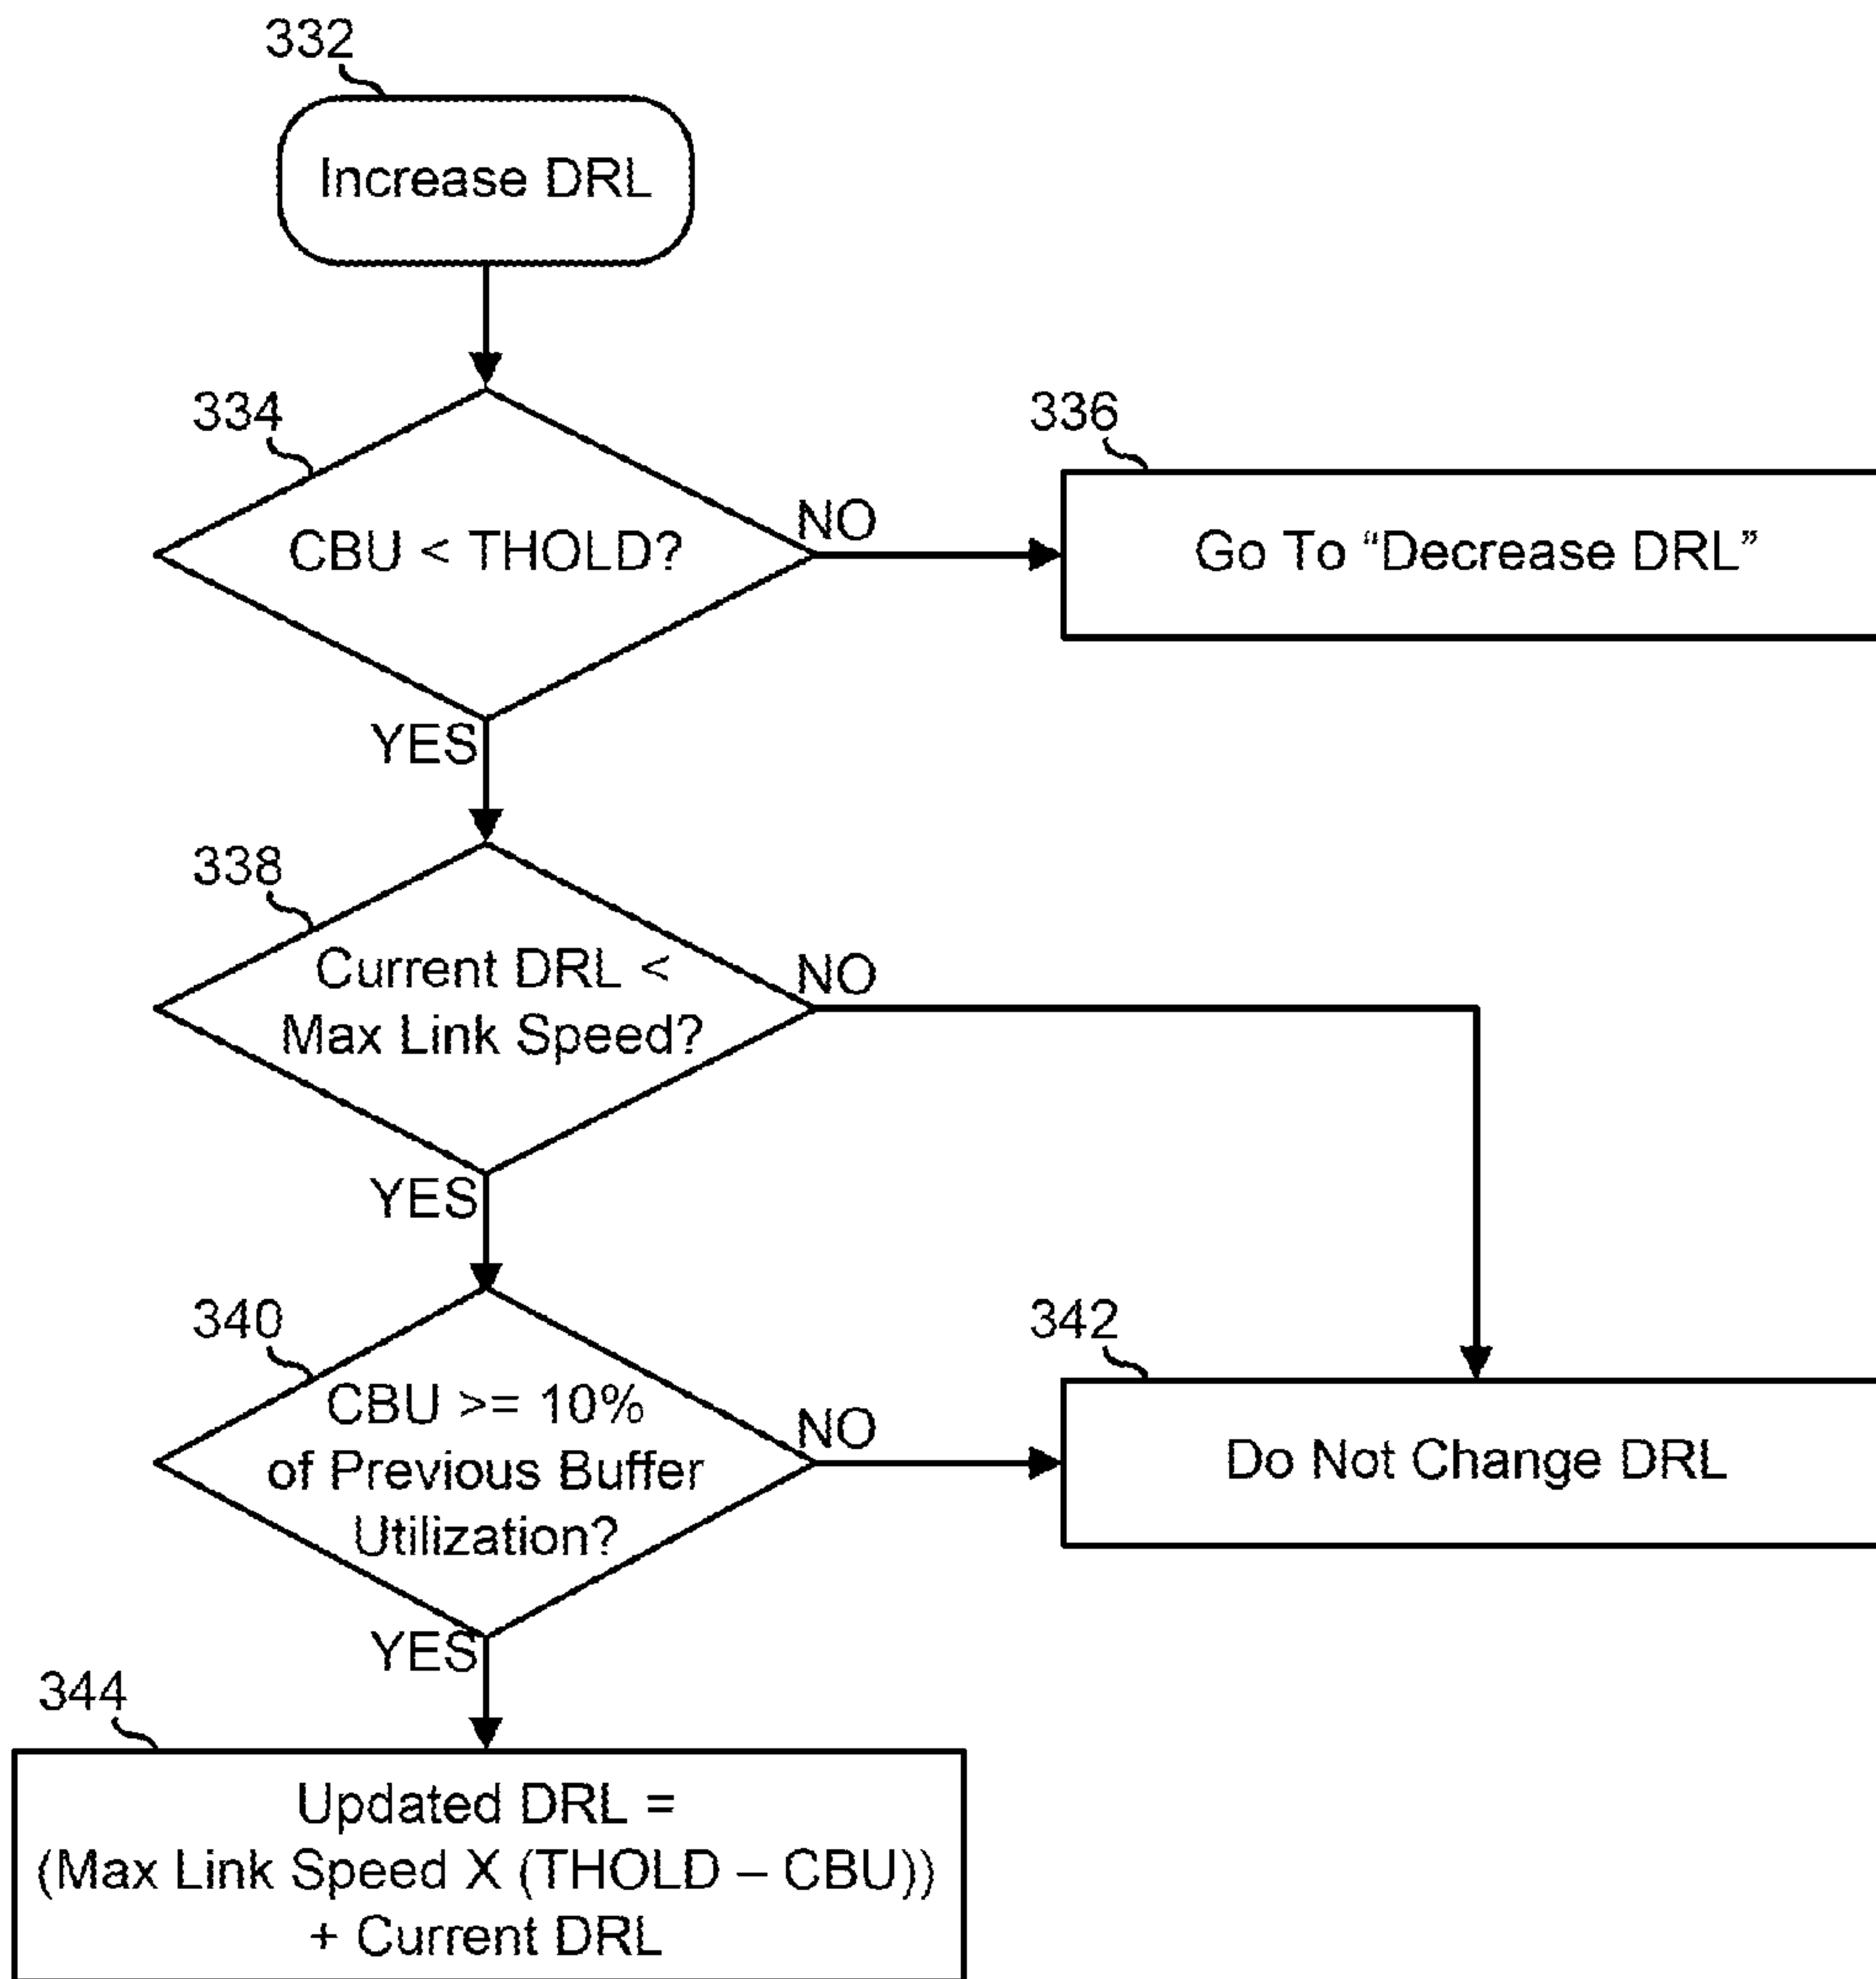 332
Increase DRL
334
CBU < THOLD?
NO
336
Go To “Decrease DRL”
YES
338
Current DRL <
Max Link Speed?
NO
YES
340
CBU >= 10%
of Previous Buffer
Utilization?
NO
342
Do Not Change DRL
YES
344
Updated DRL =
(Max Link Speed X (THOLD – CBU))
+ Current DRL